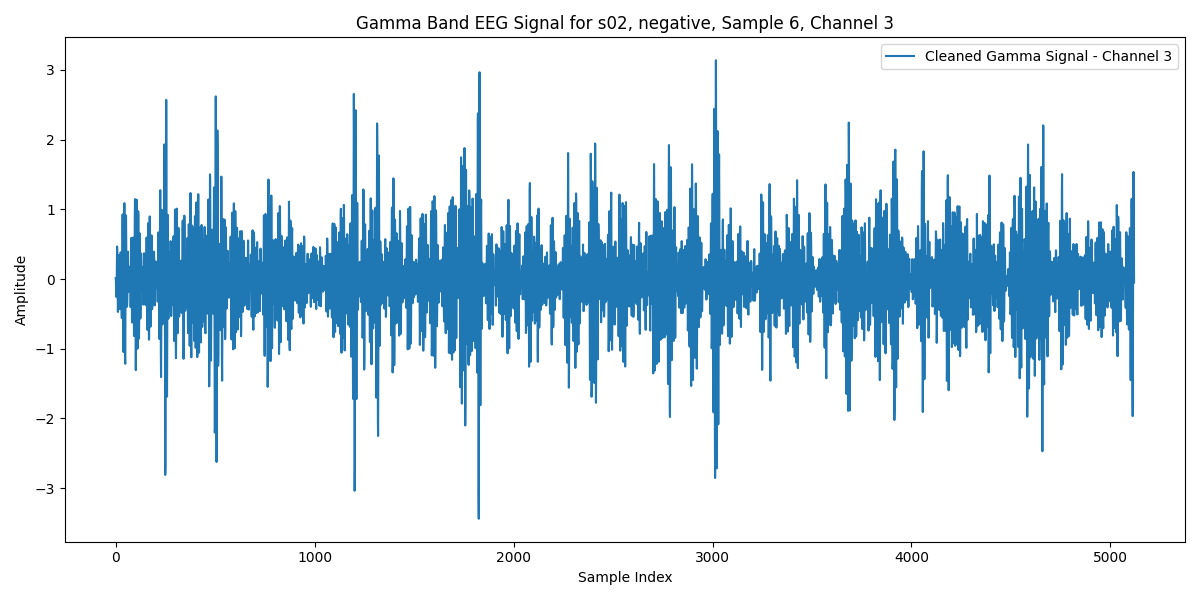 Gamma Band EEG Signal for s02, negative, Sample 6, Channel 3
Cleaned Gamma Signal - Channel 3
3
2
1
0
−1
−2
−3
Amplitude
0 1000 2000 3000 4000 5000
Sample Index